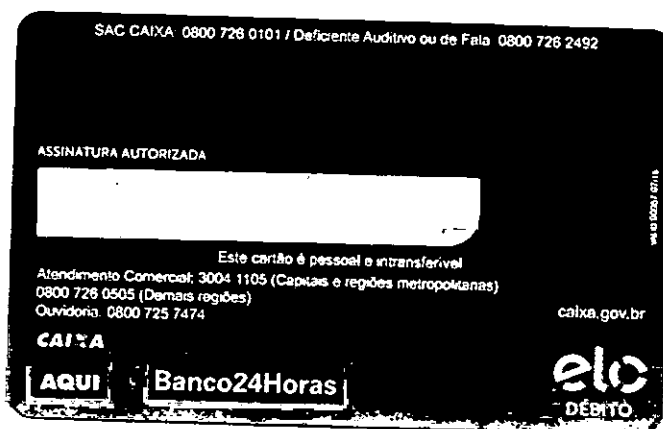 SAC CAIXA 0800 726 0101 / Deficiente Auditivo ou de Fala 0800 726 2492
ASSINATURA AUTORIZADA
Este cartão é pessoal e intransferível
Atendimento Comercial: 3004 1105 (Capitais e regiões metropolitanas)
0800 726 0505 (Demais regiões)
Ouvidoria: 0800 725 7474
caixa.gov.br
CAIXA
AQUI
Banco24Horas
elo
DÉBITO